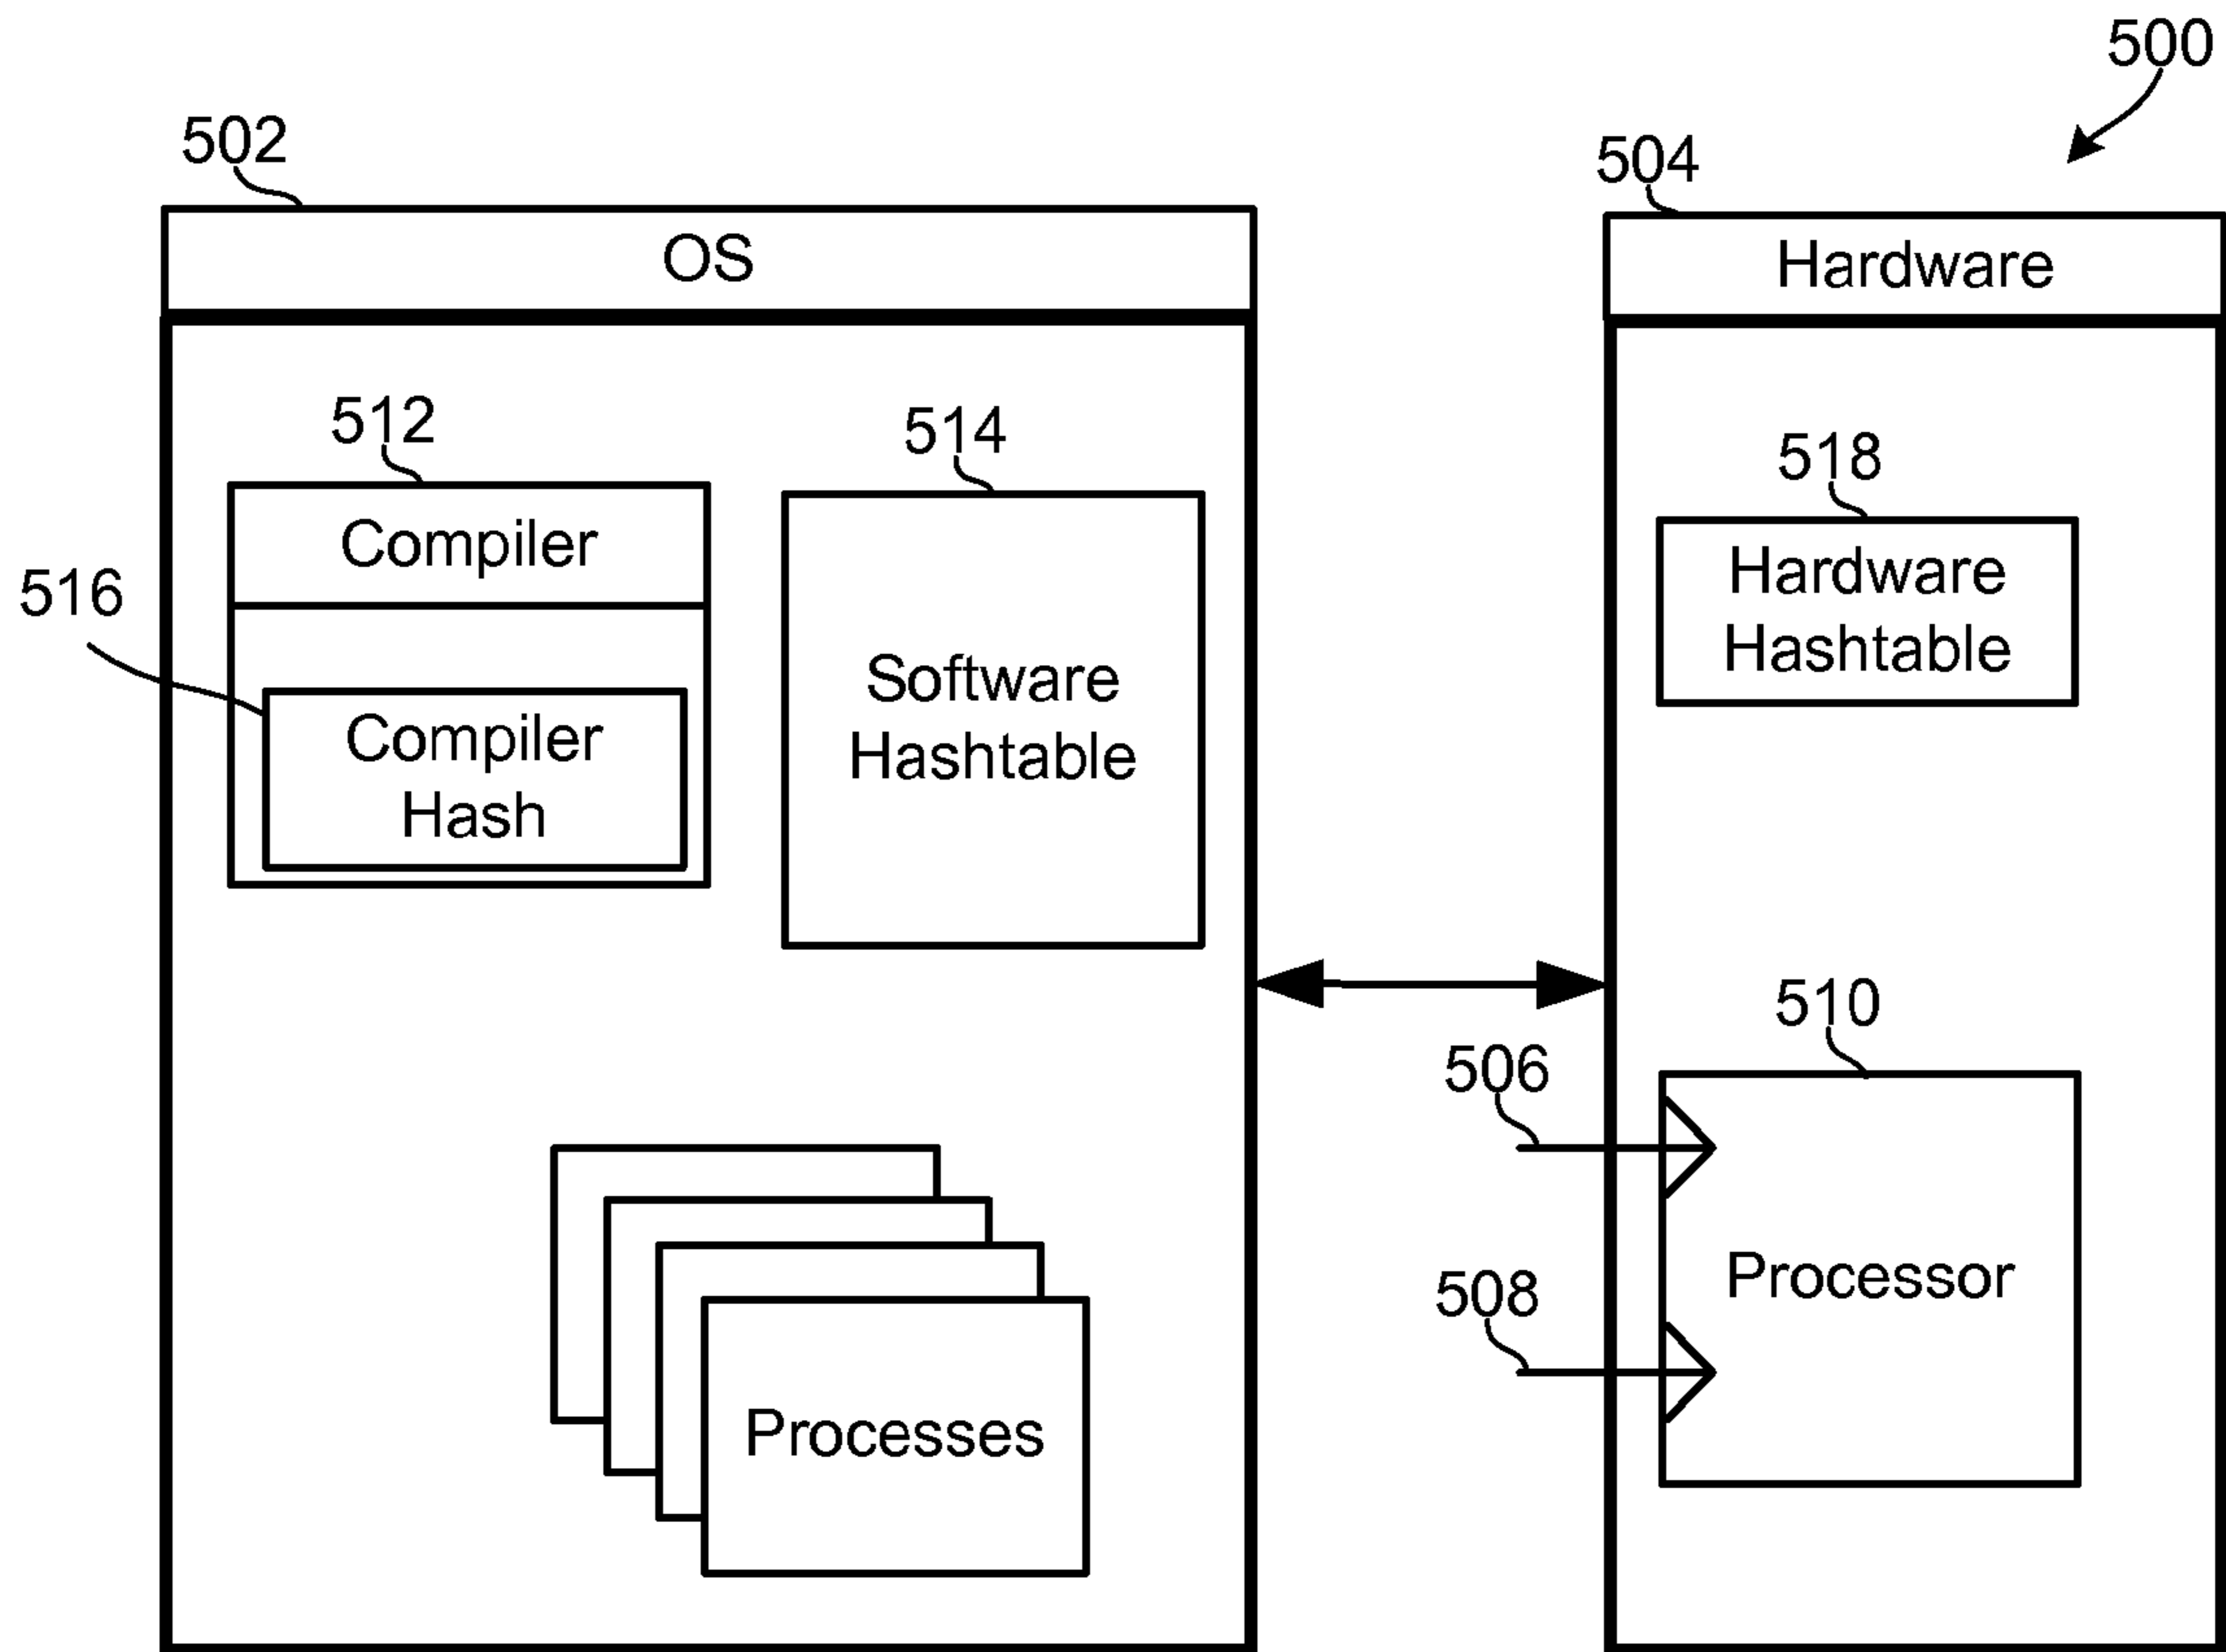 500
502
504
OS
Hardware
512
514
518
Compiler
516
Hardware
Hashtable
Software
Hashtable
Compiler
Hash
510
506
508
Processor
Processes